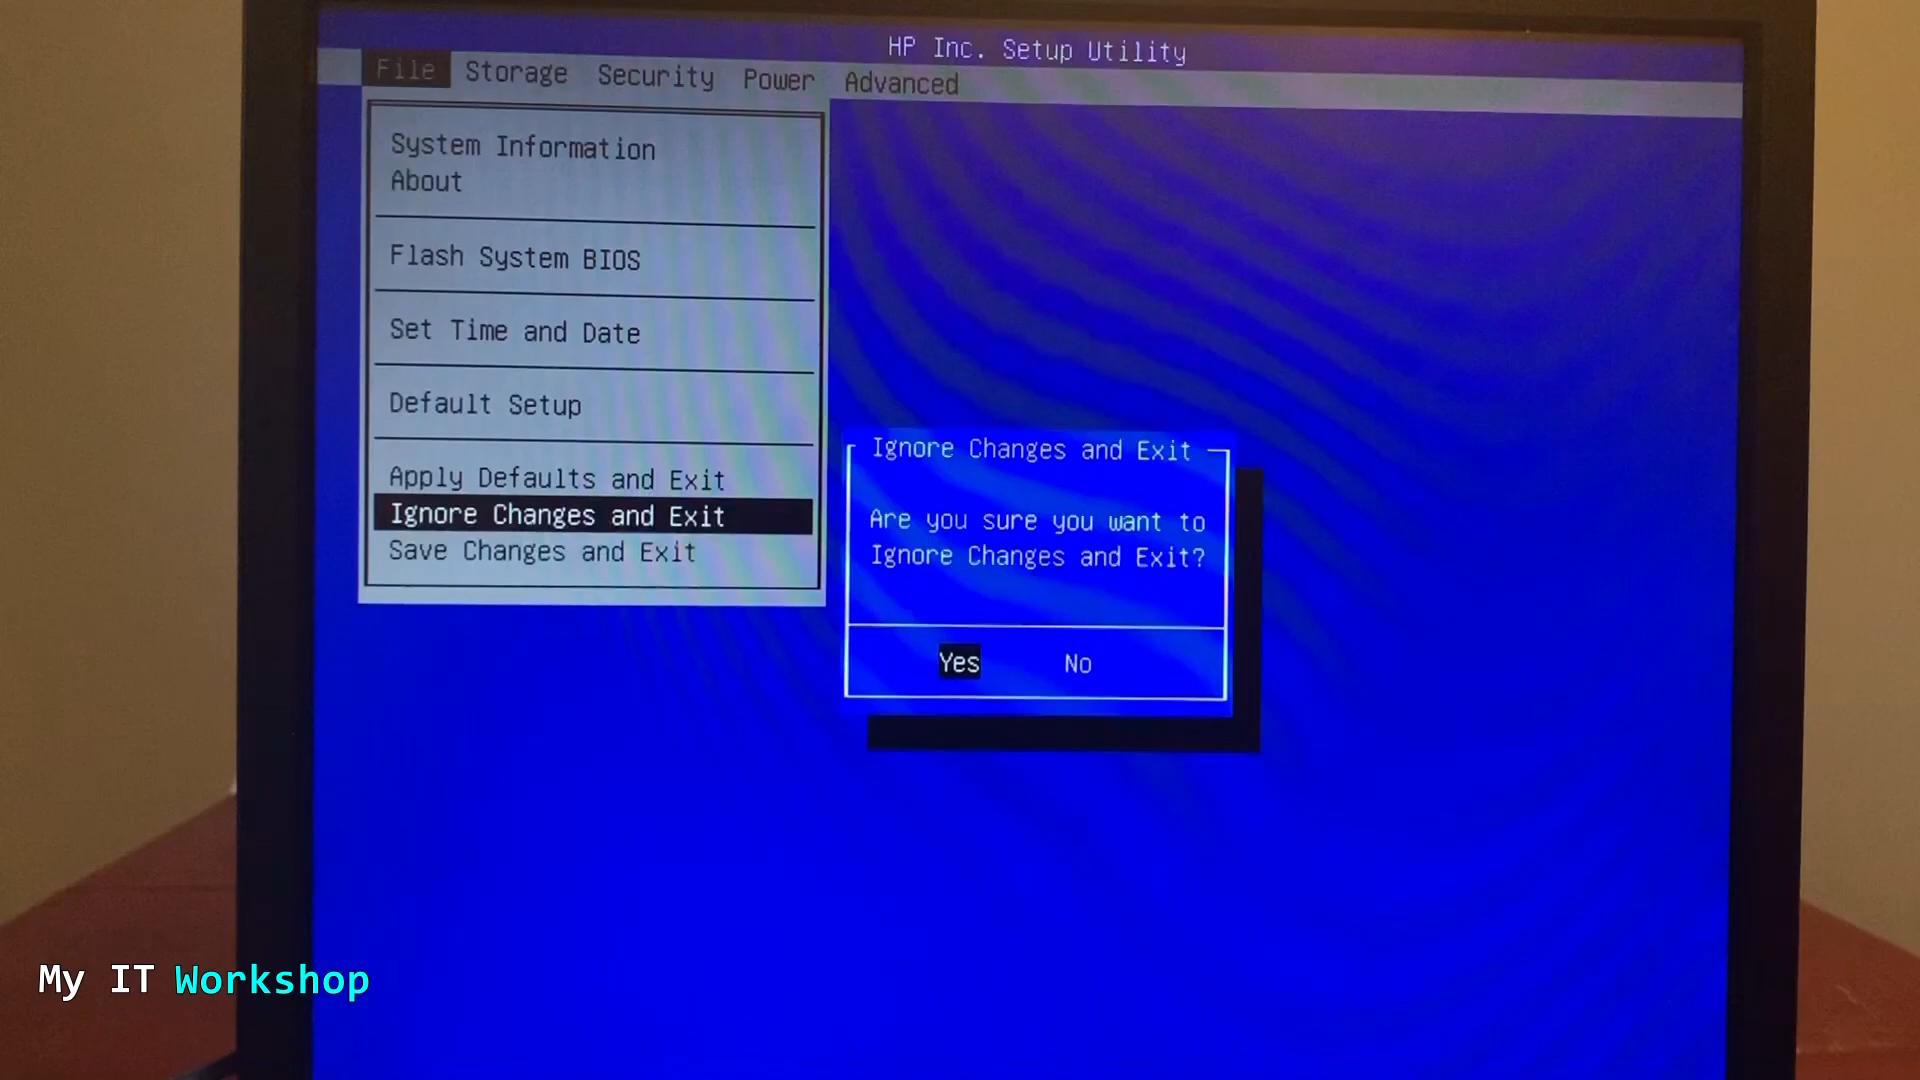 HP Inc. Setup Utility
File Storage Security Power Advanced
System Information
About
Flash System BIOS
Set Time and Date
Default Setup
Apply Defaults and Exit
Ignore Changes and Exit
Save Changes and Exit
Ignore Changes and Exit
Are you sure you want to
Ignore Changes and Exit?
Yes No
My IT Workshop